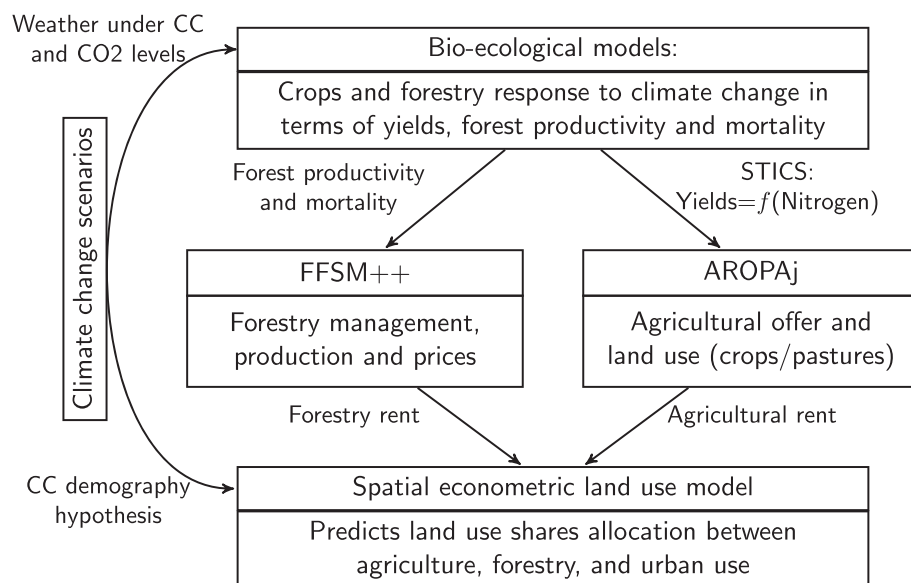 Weather under CC
and CO2 levels
Bio-ecological models:
Crops and forestry response to climate change in
terms of yields, forest productivity and mortality
Climate change scenarios
Forest productivity
and mortality
STICS:
Yields=f(Nitrogen)
FFSM++
Forestry management,
production and prices
AROPAj
Agricultural offer and
land use (crops/pastures)
Forestry rent
Agricultural rent
CC demography
hypothesis
Spatial econometric land use model
Predicts land use shares allocation between
agriculture, forestry, and urban use